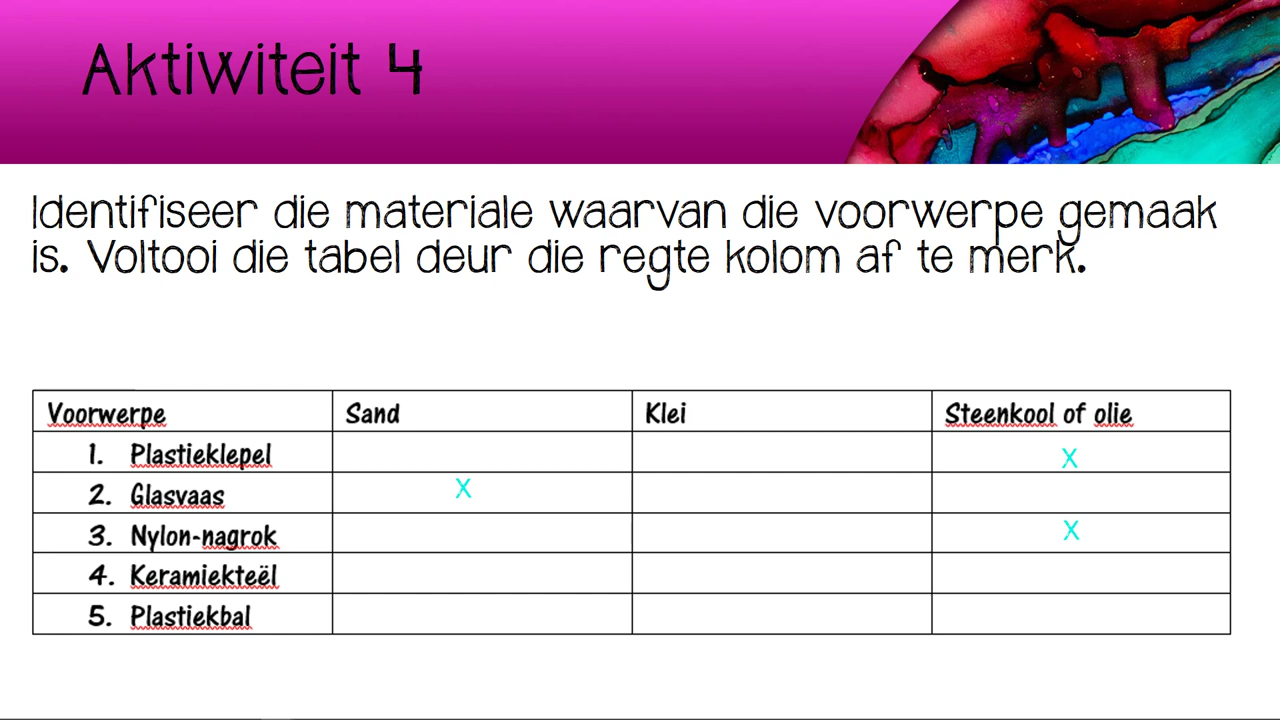 Aktiwiteit 4
Identifiseer die materiale waarvan die voorwerpe gemaak
is. Voltooi die tabel deur die regte kolom af te merk.
Voorwerpe Sand Klei Steenkool of olie
1. Plastieklepel X
2. Glasvaas X
3. Nylon-nagrok X
4. Keramiekteël
5. Plastiekbal